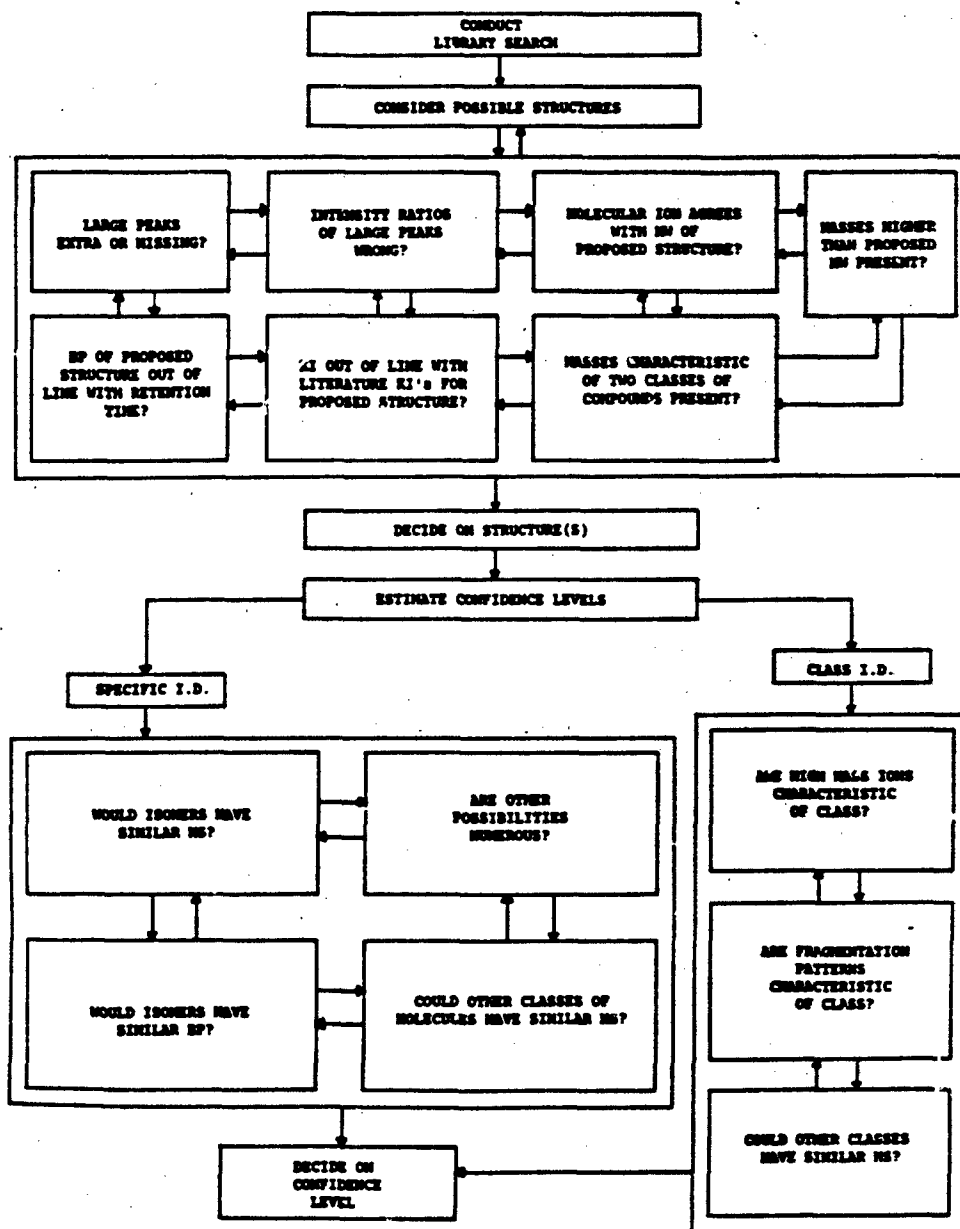 CONDUCT
LIBRARY SEARCH
CONSIDER POSSIBLE STRUCTURES
LARGE PEAKS
EXTRA OR MISSING?
INTENSITY RATIOS
OF LARGE PEAKS
WRONG?
MOLECULAR ION AGREES
WITH MW OF
PROPOSED STRUCTURE?
MASSES HIGHER
THAN PROPOSED
MW PRESENT?
BP OF PROPOSED
STRUCTURE OUT OF
LINE WITH RETENTION
TIME?
KI OUT OF LINE WITH
LITERATURE KI's FOR
PROPOSED STRUCTURE?
MASSES CHARACTERISTIC
OF TWO CLASSES OF
COMPOUNDS PRESENT?
DECIDE ON STRUCTURE(S)
ESTIMATE CONFIDENCE LEVELS
SPECIFIC I.D.
CLASS I.D.
WOULD ISOMERS HAVE
SIMILAR MS?
ARE OTHER
POSSIBILITIES
NUMEROUS?
ARE HIGH MASS IONS
CHARACTERISTIC
OF CLASS?
WOULD ISOMERS HAVE
SIMILAR BP?
COULD OTHER CLASSES OF
MOLECULES HAVE SIMILAR MS?
ARE FRAGMENTATION
PATTERNS
CHARACTERISTIC
OF CLASS?
COULD OTHER CLASSES
HAVE SIMILAR MS?
DECIDE ON
CONFIDENCE
LEVEL